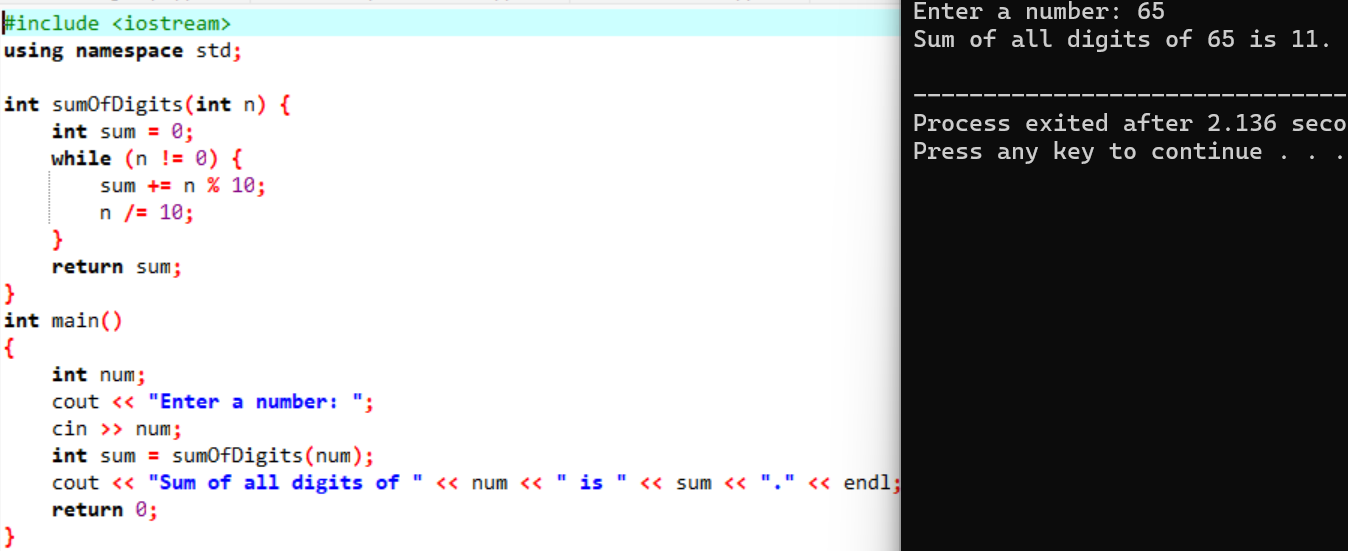 #include <iostream>
using namespace std;
int sumOfDigits(int n) {
    int sum = 0;
    while (n != 0) {
        sum += n % 10;
        n /= 10;
    }
    return sum;
}
int main()
{
    int num;
    cout << "Enter a number: ";
    cin >> num;
    int sum = sumOfDigits(num);
    cout << "Sum of all digits of " << num << " is " << sum << "." << endl;
    return 0;
}
Enter a number: 65
Sum of all digits of 65 is 11.
--------------------------------
Process exited after 2.136 seco
Press any key to continue . . .